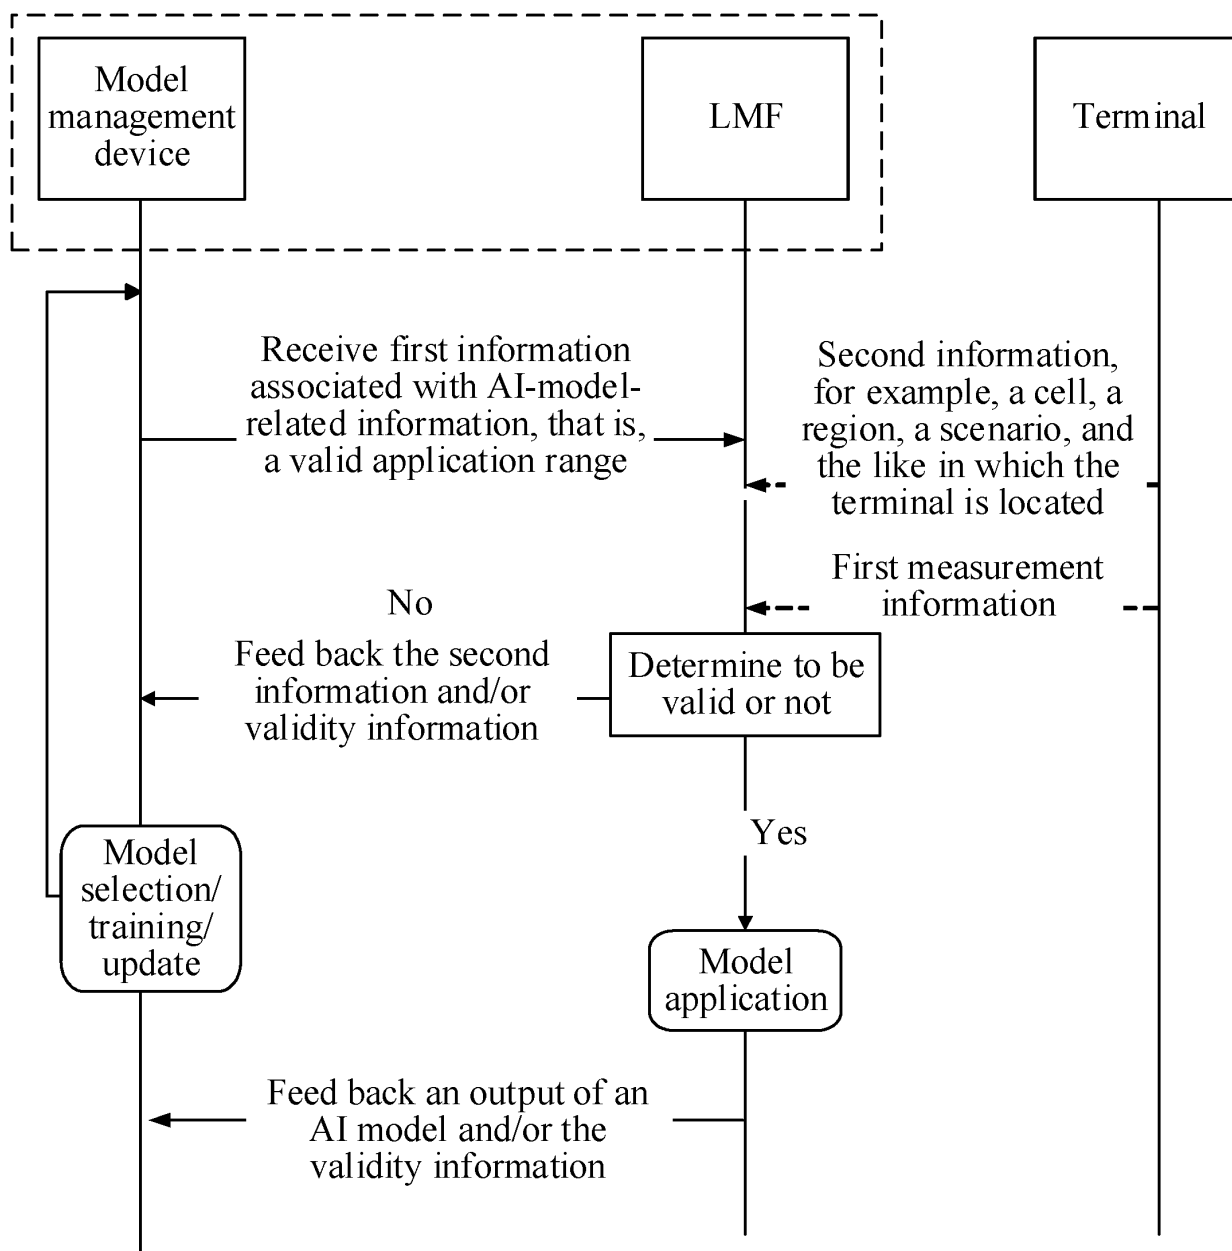 Model
management
device
LMF
Terminal
Receive first information
associated with AI-model-
related information, that is,
a valid application range
Second information,
for example, a cell, a
region, a scenario, and
the like in which the
terminal is located
First measurement
information
No
Feed back the second
information and/or
validity information
Determine to be
valid or not
Yes
Model
selection/
training/
update
Model
application
Feed back an output of an
AI model and/or the
validity information